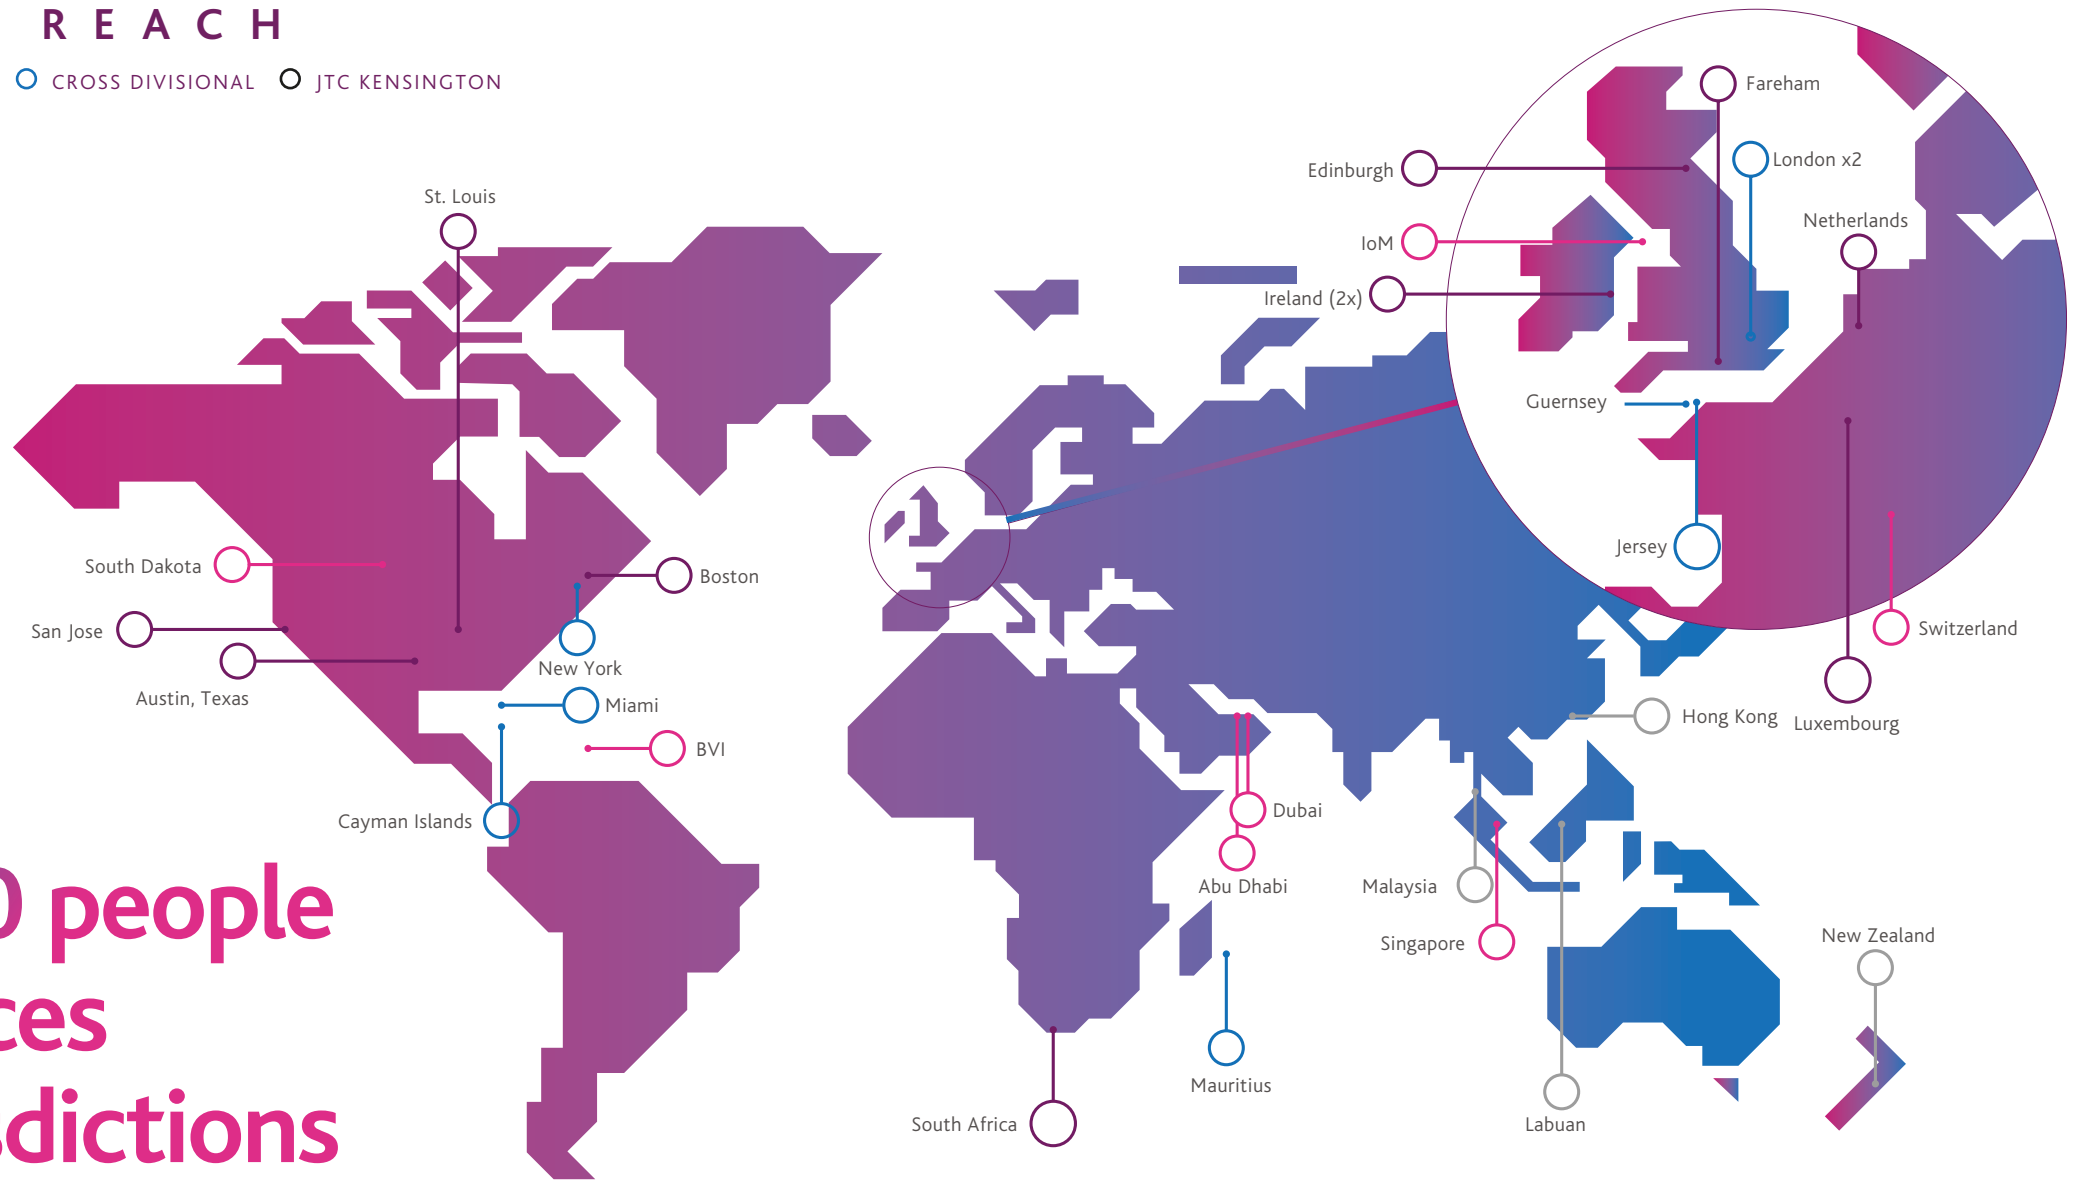 REACH
CROSS DIVISIONAL JTC KENSINGTON
Fareham
London x2
Edinburgh
St. Louis
Netherlands
IoM
Ireland (2x)
Guernsey
Jersey
South Dakota
Boston
San Jose
Switzerland
New York
Austin, Texas
Miami
Hong Kong
Luxembourg
BVI
Dubai
Cayman Islands
Abu Dhabi
Malaysia
people
Singapore
New Zealand
Mauritius
South Africa
Labuan